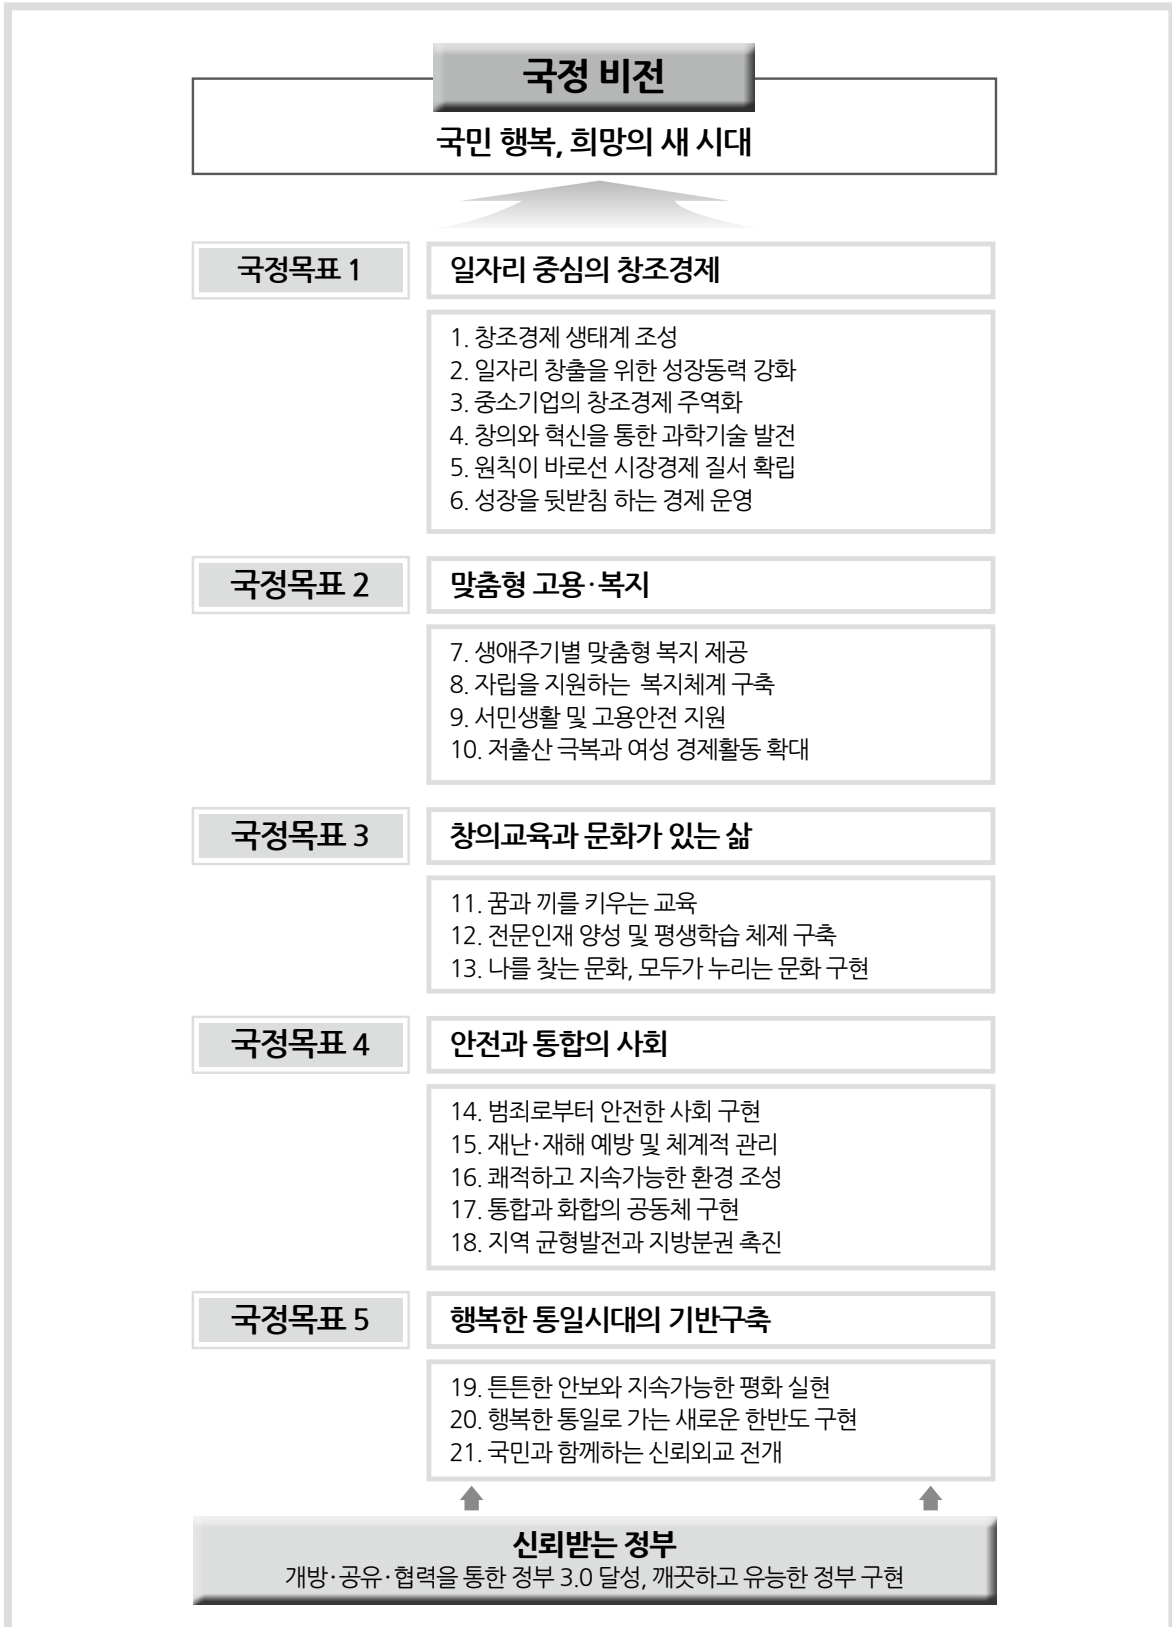 국정 비전
국민 행복, 희망의 새 시대
국정목표 1
일자리 중심의 창조경제
1. 창조경제 생태계 조성
2. 일자리 창출을 위한 성장동력 강화
3. 중소기업의 창조경제 주역화
4. 창의와 혁신을 통한 과학기술 발전
5. 원칙이 바로선 시장경제 질서 확립
6. 성장을 뒷받침 하는 경제 운영
국정목표 2
맞춤형 고용·복지
7. 생애주기별 맞춤형 복지 제공
8. 자립을 지원하는 복지체계 구축
9. 서민생활 및 고용안전 지원
10. 저출산 극복과 여성 경제활동 확대
국정목표 3
창의교육과 문화가 있는 삶
11. 꿈과 끼를 키우는 교육
12. 전문인재 양성 및 평생학습 체제 구축
13. 나를 찾는 문화, 모두가 누리는 문화 구현
국정목표 4
안전과 통합의 사회
14. 범죄로부터 안전한 사회 구현
15. 재난·재해 예방 및 체계적 관리
16. 쾌적하고 지속가능한 환경 조성
17. 통합과 화합의 공동체 구현
18. 지역 균형발전과 지방분권 촉진
국정목표 5
행복한 통일시대의 기반구축
19. 튼튼한 안보와 지속가능한 평화 실현
20. 행복한 통일로 가는 새로운 한반도 구현
21. 국민과 함께하는 신뢰외교 전개
신뢰받는 정부
개방·공유·협력을 통한 정부 3.0 달성, 깨끗하고 유능한 정부 구현